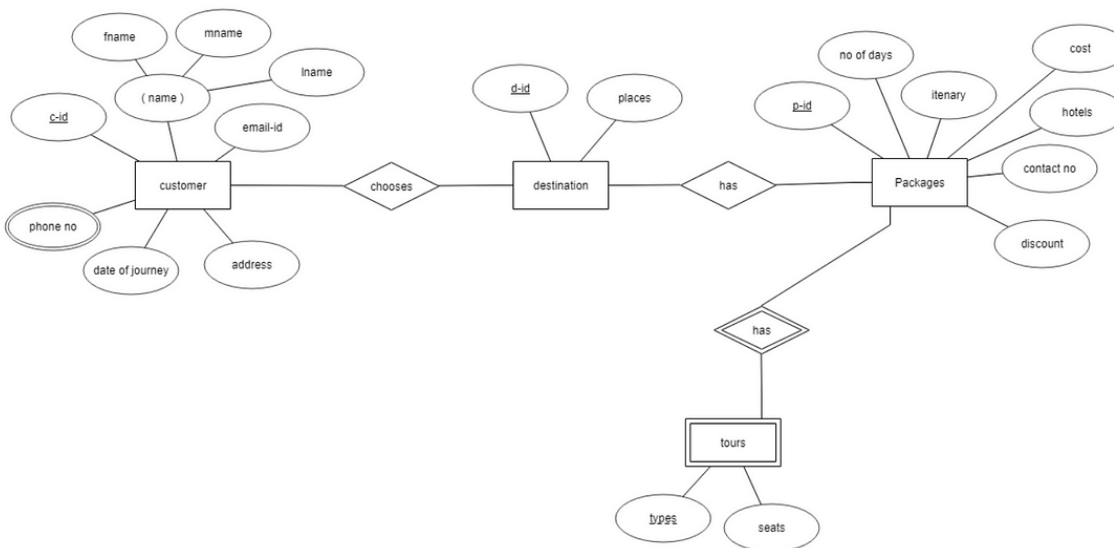 fname
mname
lname
( name )
c-id
email-id
customer
phone no
date of journey
address
chooses
d-id
places
destination
has
p-id
no of days
itenary
cost
hotels
contact no
discount
Packages
has
tours
types
seats